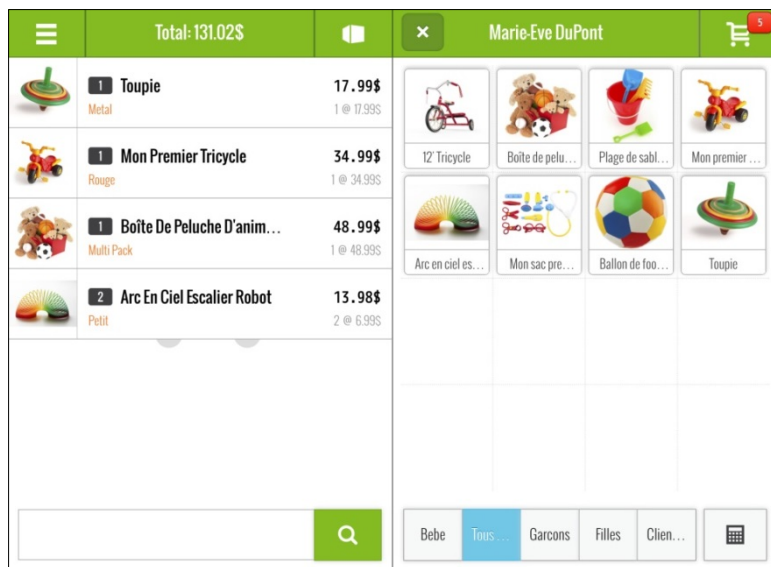 Total: 131.02$
1 Toupie 17.99$
Metal 1 @ 17.99$
1 Mon Premier Tricycle 34.99$
Rouge 1 @ 34.99$
1 Boîte De Peluche D'anim... 48.99$
Multi Pack 1 @ 48.99$
2 Arc En Ciel Escalier Robot 13.98$
Petit 2 @ 6.99$
× Marie-Eve DuPont 5
12' Tricycle Boîte de pelu... Plage de sabl... Mon premier ...
Arc en ciel es... Mon sac pre... Ballon de foo... Toupie
Bebe Tous ... Garcons Filles Clien...